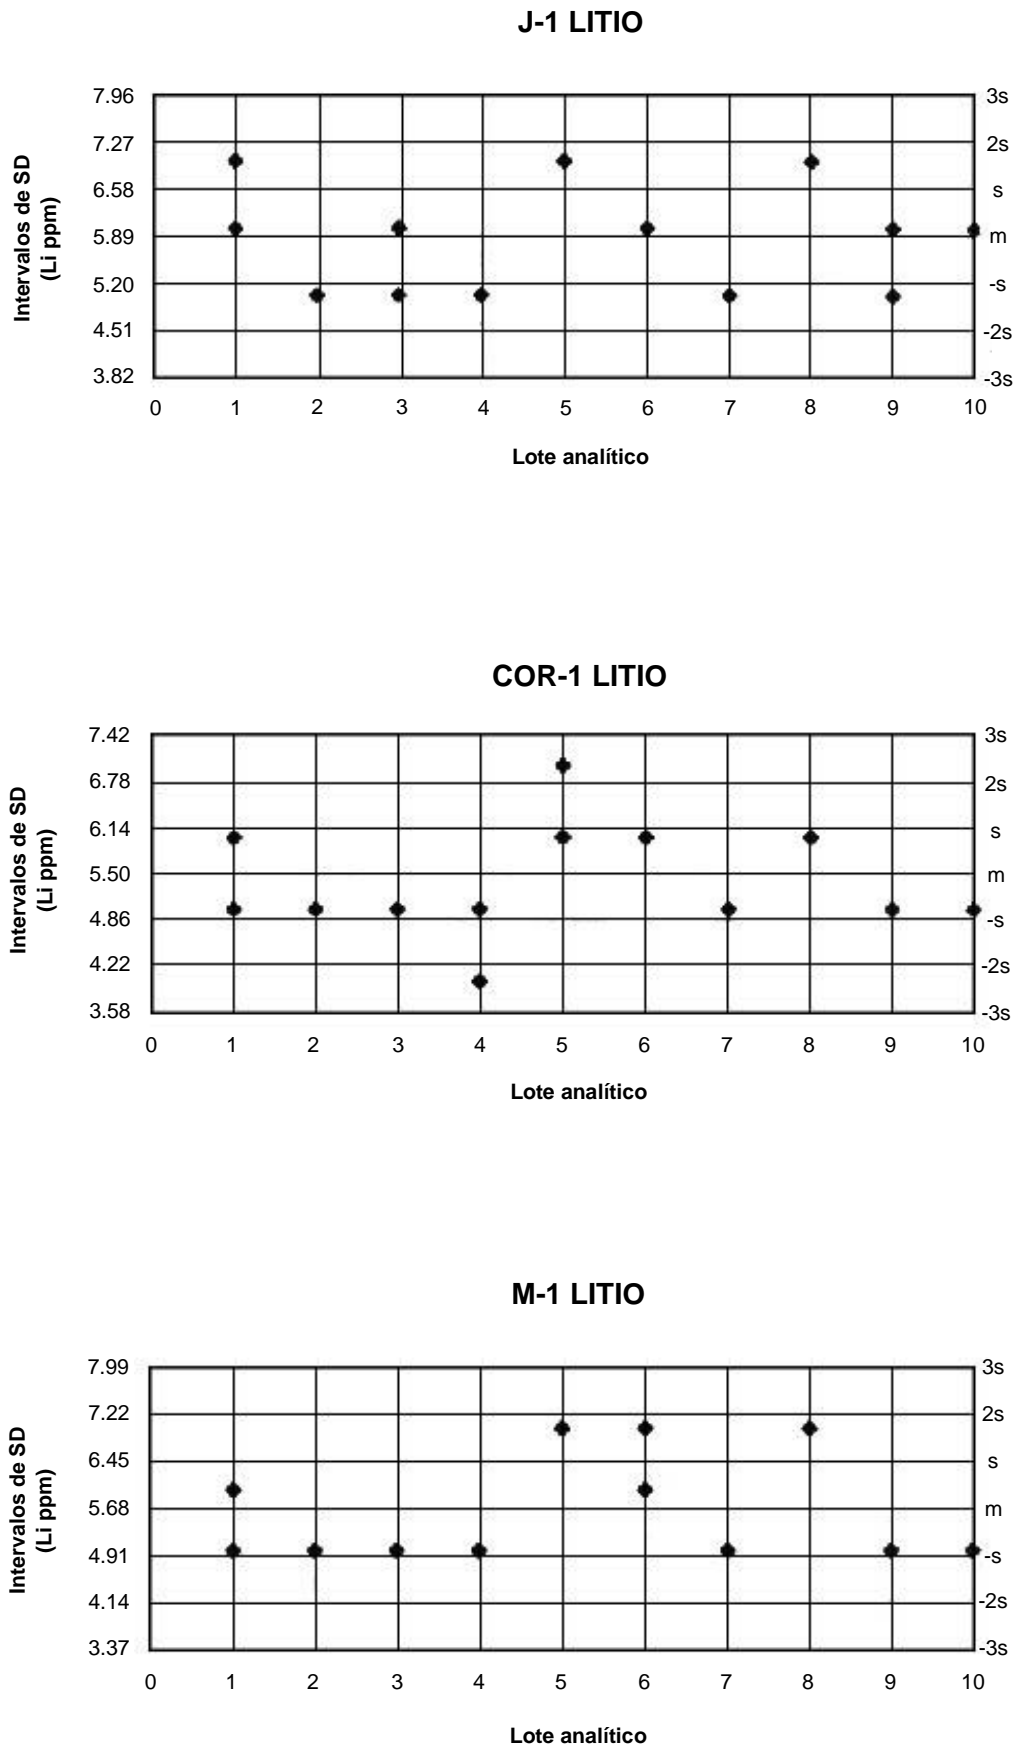 J-1 LITIO
7.96
7.27
6.58
5.89
5.20
4.51
3.82
Intervalos de SD
(Li ppm)
3s
2s
s
m
-s
-2s
-3s
0 1 2 3 4 5 6 7 8 9 10
Lote analítico
COR-1 LITIO
7.42
6.78
6.14
5.50
4.86
4.22
3.58
Intervalos de SD
(Li ppm)
3s
2s
s
m
-s
-2s
-3s
0 1 2 3 4 5 6 7 8 9 10
Lote analítico
M-1 LITIO
7.99
7.22
6.45
5.68
4.91
4.14
3.37
Intervalos de SD
(Li ppm)
3s
2s
s
m
-s
-2s
-3s
0 1 2 3 4 5 6 7 8 9 10
Lote analítico